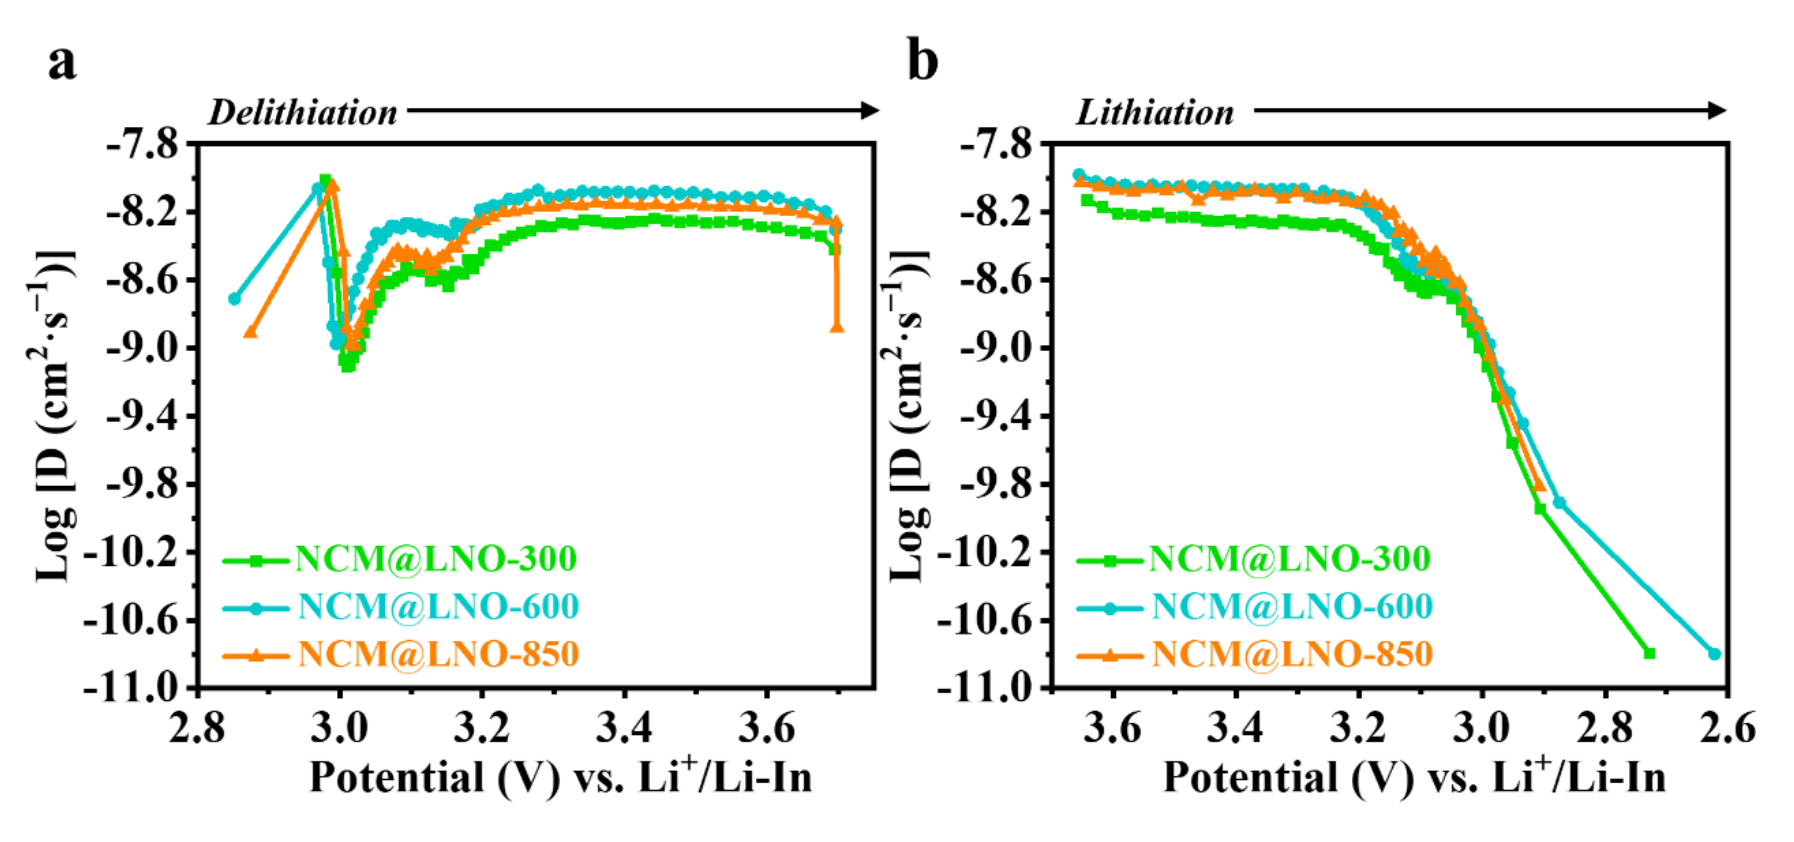 a
Delithiation
-7.8
-8.2
-8.6
-9.0
-9.4
-9.8
-10.2
-10.6
-11.0
Log [D (cm²·s⁻¹)]
NCM@LNO-300
NCM@LNO-600
NCM@LNO-850
2.8 3.0 3.2 3.4 3.6
Potential (V) vs. Li⁺/Li-In
b
Lithiation
-7.8
-8.2
-8.6
-9.0
-9.4
-9.8
-10.2
-10.6
-11.0
Log [D (cm²·s⁻¹)]
NCM@LNO-300
NCM@LNO-600
NCM@LNO-850
3.6 3.4 3.2 3.0 2.8 2.6
Potential (V) vs. Li⁺/Li-In